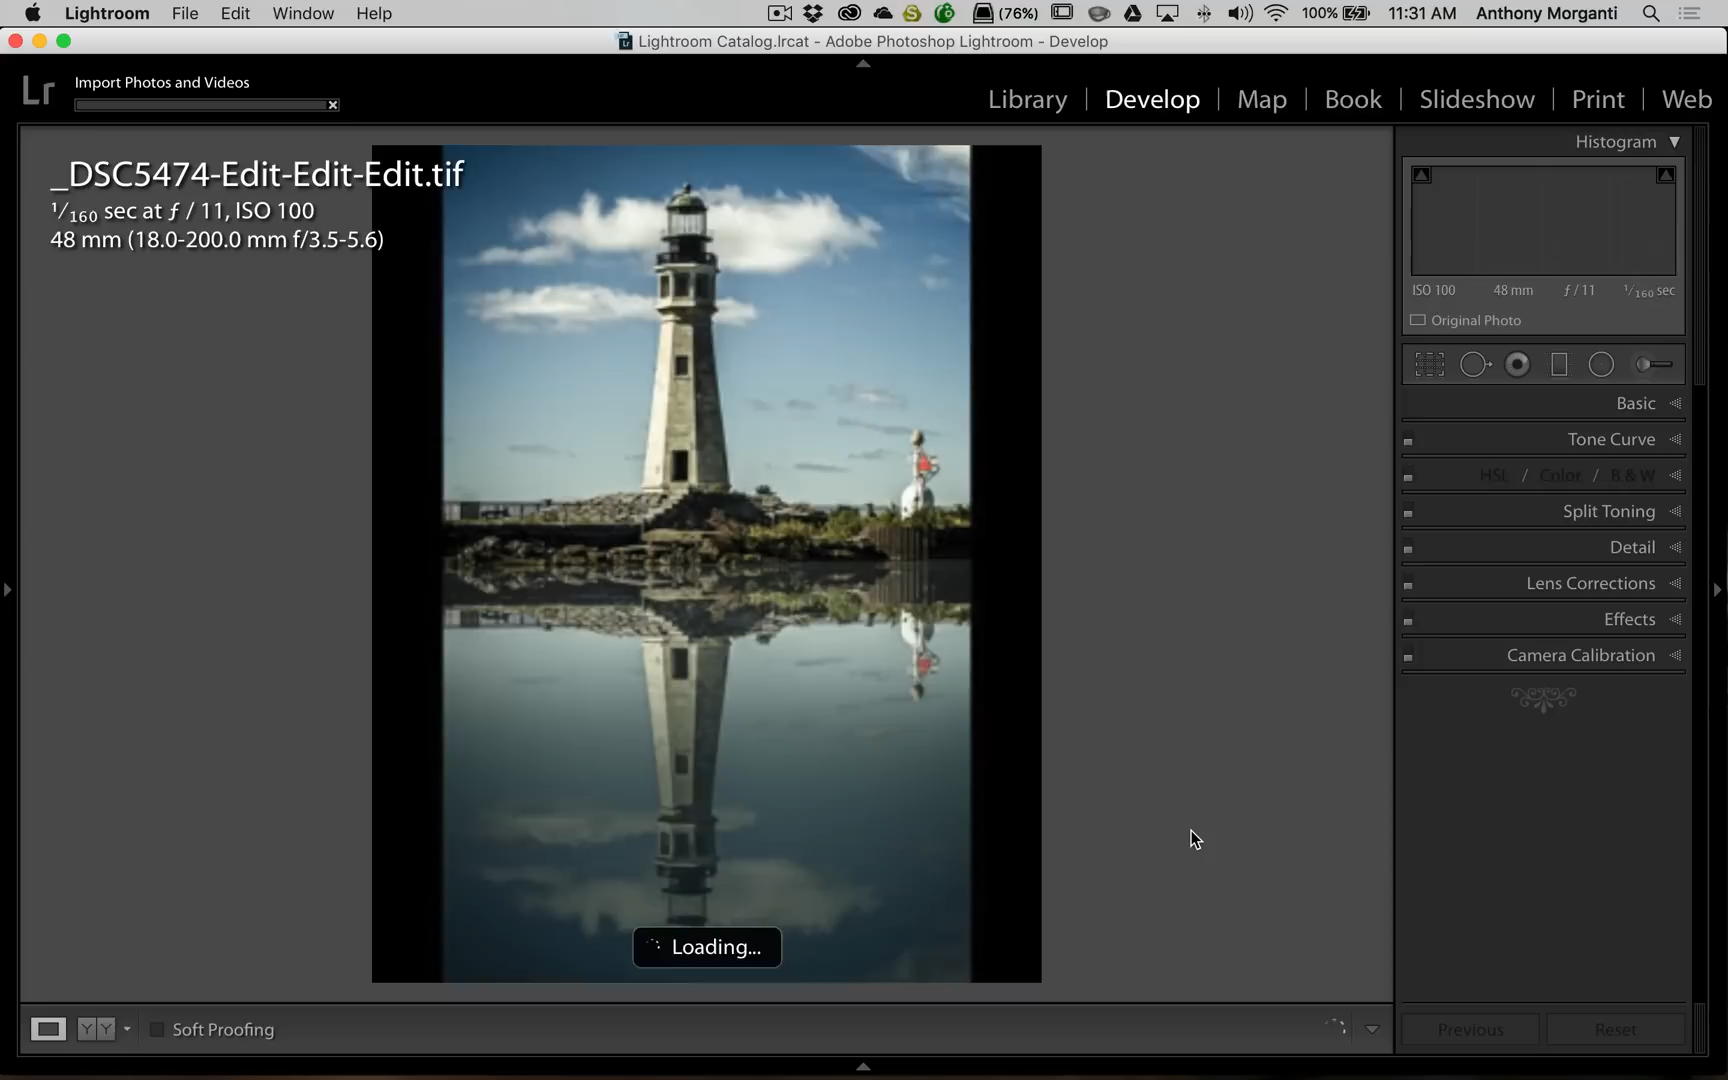 Lightroom File Edit Window Help (76%) 100% 11:31 AM Anthony Morganti
Lightroom Catalog.lrcat - Adobe Photoshop Lightroom - Develop
Lr Import Photos and Videos
Library | Develop | Map | Book | Slideshow | Print | Web
_DSC5474-Edit-Edit-Edit.tif
1/160 sec at ƒ / 11, ISO 100
48 mm (18.0-200.0 mm f/3.5-5.6)
Histogram
ISO 100 48 mm ƒ / 11 1/160 sec
Original Photo
Basic
Tone Curve
HSL / Color / B & W
Split Toning
Detail
Lens Corrections
Effects
Camera Calibration
Loading...
Y Y Soft Proofing
Previous Reset